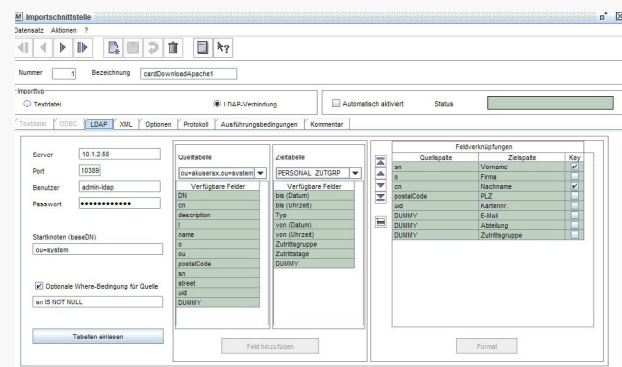 Importschnittstelle
Datensatz Aktionen ?
Nummer 1 Bezeichnung cardDownloadApache1
Importtyp
Textdatei LDAP-Verbindung Automatisch aktiviert Status
Textdatei ODBC LDAP XML Optionen Protokoll Ausführungsbedingungen Kommentar
Server 10.1.2.55
Port 10389
Benutzer admin-ldap
Passwort ••••••••••••
Startknoten (baseDN)
ou=system
Optionale Where-Bedingung für Quelle
sn IS NOT NULL
Tabellen einlesen
Quelltabelle
ou=akusersx,ou=system
Verfügbare Felder
DN
cn
description
l
name
o
ou
postalCode
sn
street
uid
DUMMY
Zieltabelle
PERSONAL_ZUTGRP
Verfügbare Felder
bis (Datum)
bis (Uhrzeit)
Typ
von (Datum)
von (Uhrzeit)
Zutrittsgruppe
Zutrittstage
DUMMY
Feld hinzufügen
Feldverknüpfungen
Quellspalte Zielspalte Key
sn Vorname
o Firma
cn Nachname
postalCode PLZ
uid Kartennr.
DUMMY E-Mail
DUMMY Abteilung
DUMMY Zutrittsgruppe
Format